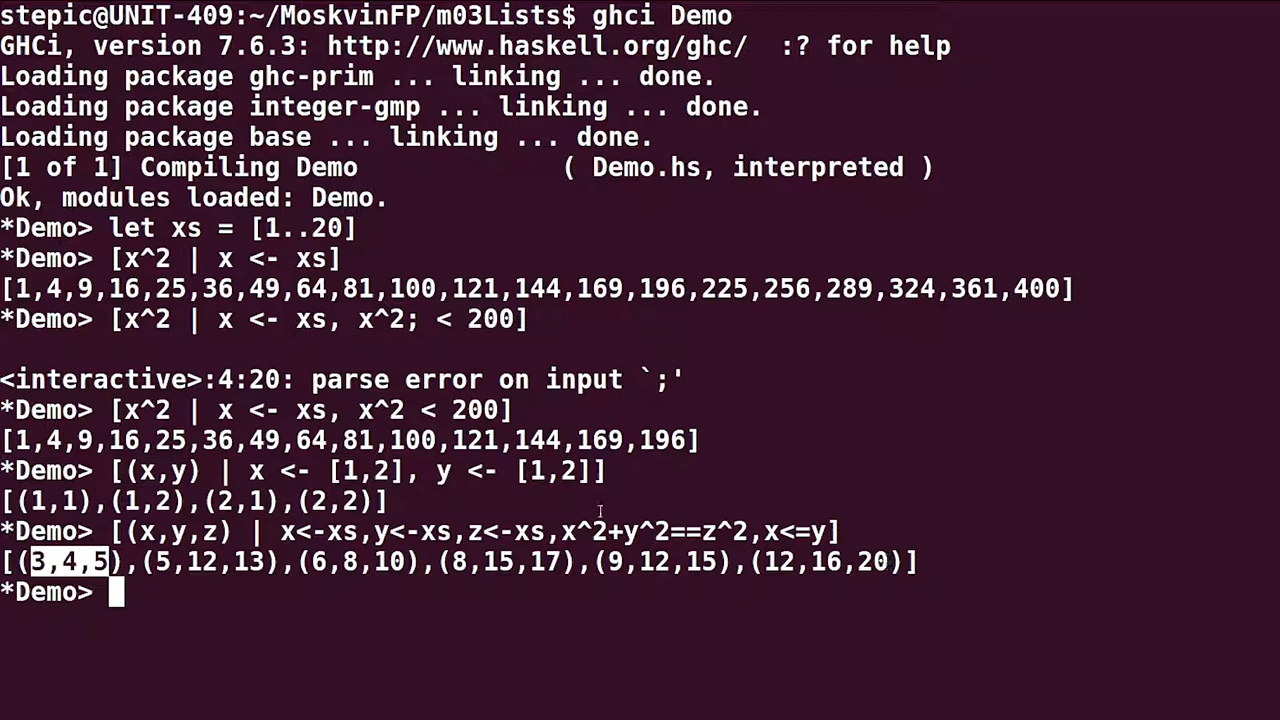 stepic@UNIT-409:~/MoskvinFP/m03Lists$ ghci Demo
GHCi, version 7.6.3: http://www.haskell.org/ghc/  :? for help
Loading package ghc-prim ... linking ... done.
Loading package integer-gmp ... linking ... done.
Loading package base ... linking ... done.
[1 of 1] Compiling Demo             ( Demo.hs, interpreted )
Ok, modules loaded: Demo.
*Demo> let xs = [1..20]
*Demo> [x^2 | x <- xs]
[1,4,9,16,25,36,49,64,81,100,121,144,169,196,225,256,289,324,361,400]
*Demo> [x^2 | x <- xs, x^2; < 200]
<interactive>:4:20: parse error on input `;'
*Demo> [x^2 | x <- xs, x^2 < 200]
[1,4,9,16,25,36,49,64,81,100,121,144,169,196]
*Demo> [(x,y) | x <- [1,2], y <- [1,2]]
[(1,1),(1,2),(2,1),(2,2)]
*Demo> [(x,y,z) | x<-xs,y<-xs,z<-xs,x^2+y^2==z^2,x<=y]
[(3,4,5),(5,12,13),(6,8,10),(8,15,17),(9,12,15),(12,16,20)]
*Demo>